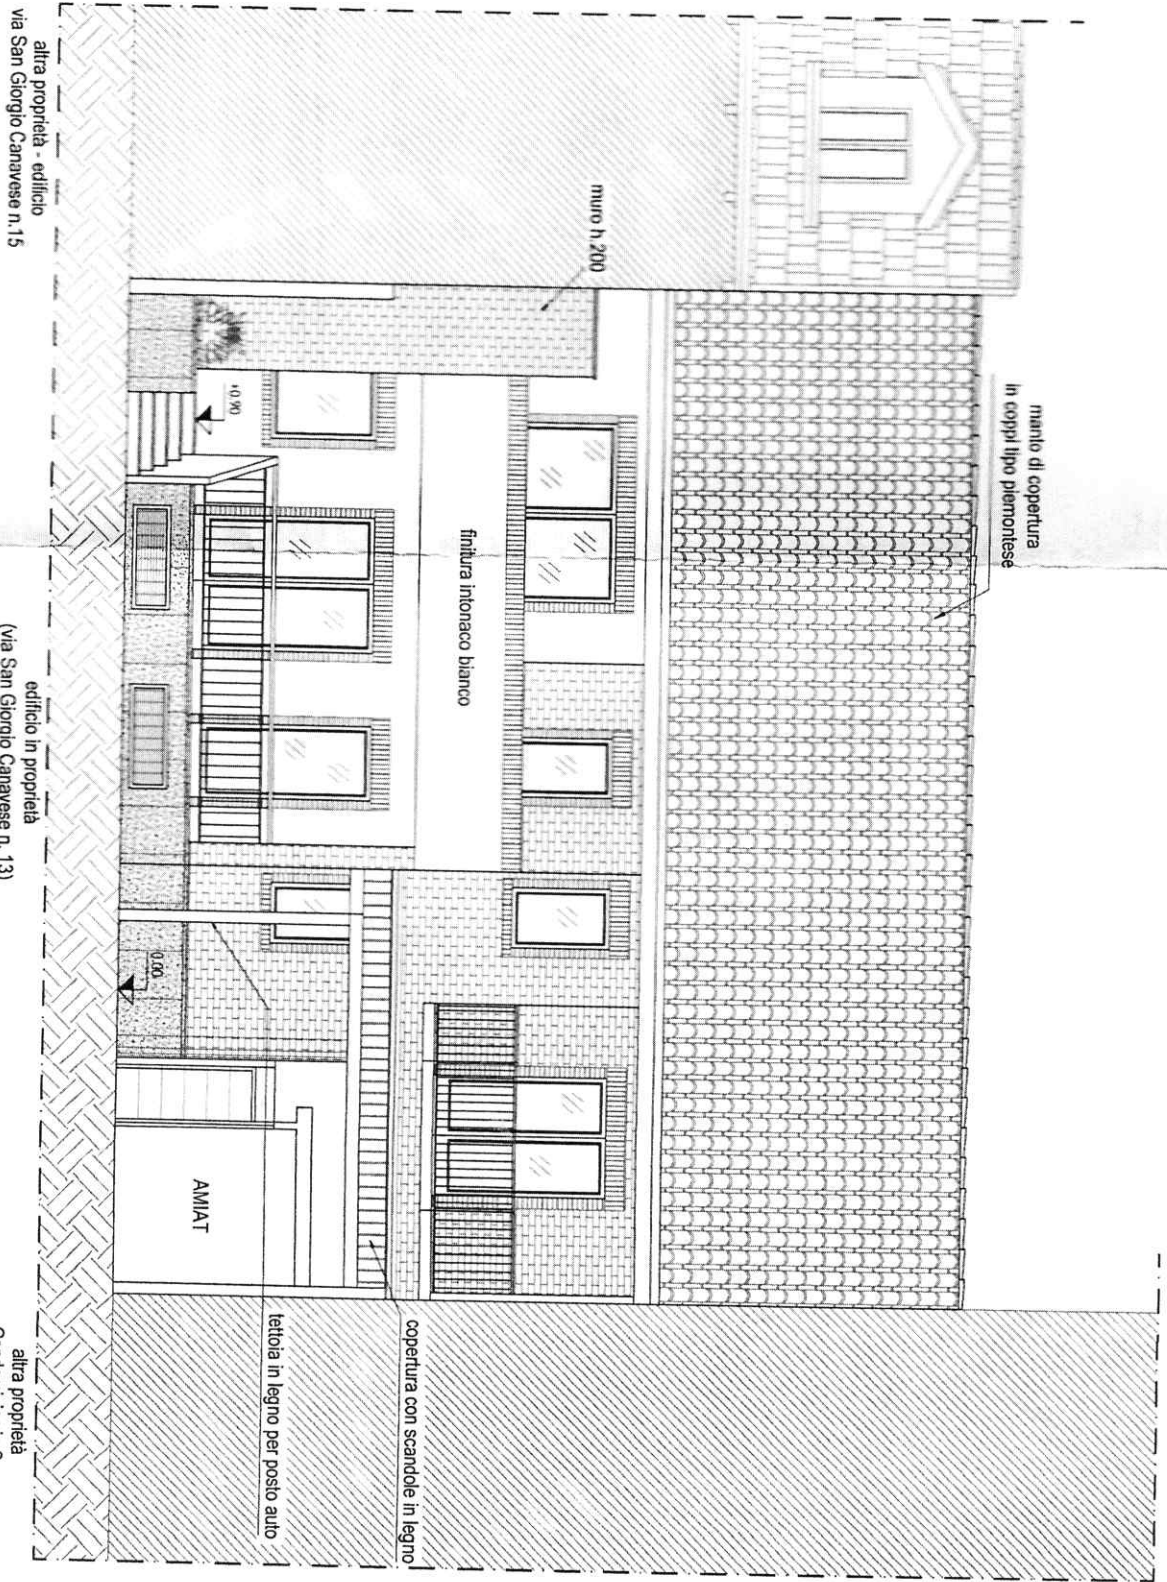 manto di copertura
in coppi tipo piemontese
muro h.200
finitura intonaco bianco
+0.90
0.00
AMIAT
copertura con scandole in legno
tettoia in legno per posto auto
altra proprietà - edificio
via San Giorgio Canavese n.15
edificio in proprietà
(via San Giorgio Canavese n. 13)
altra proprietà